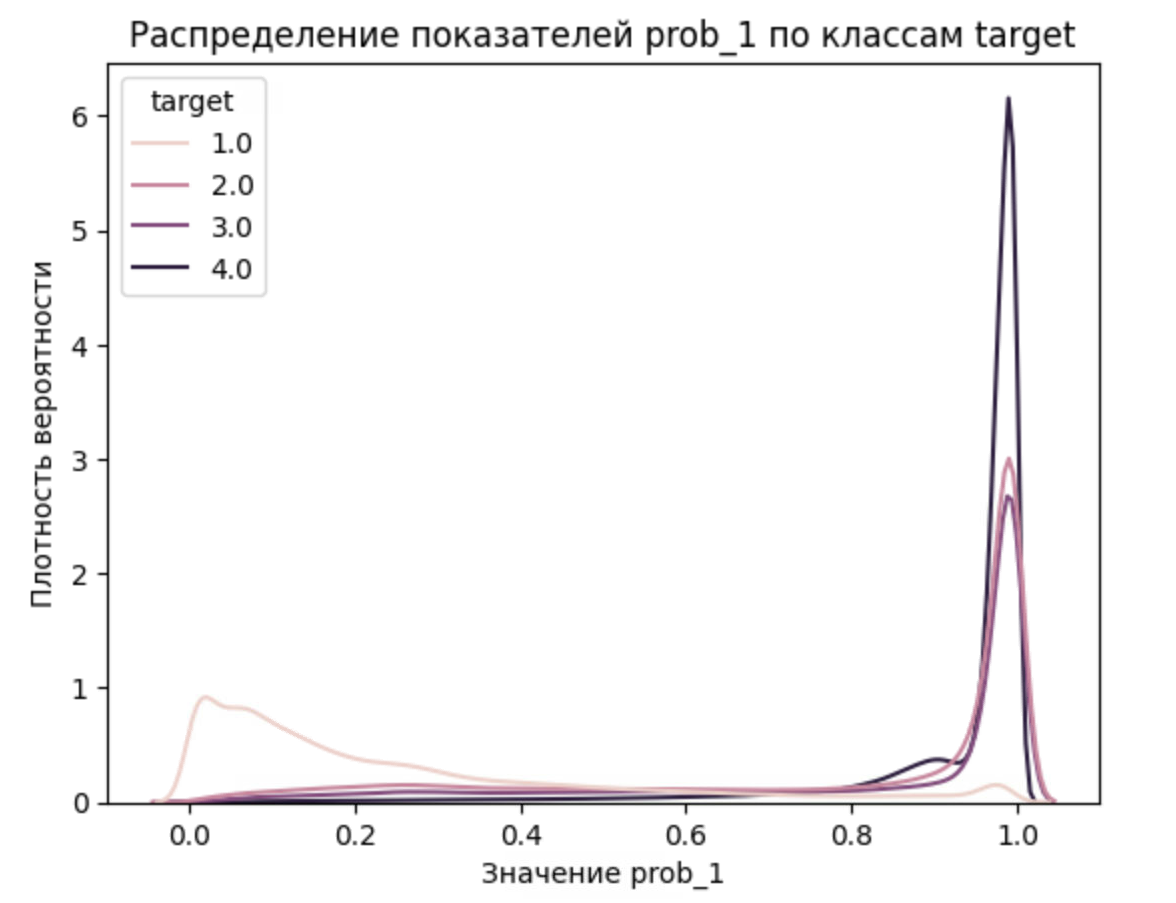 Распределение показателей prob_1 по классам target
target
1.0
2.0
3.0
4.0
Плотность вероятности
6
5
4
3
2
1
0
0.0 0.2 0.4 0.6 0.8 1.0
Значение prob_1